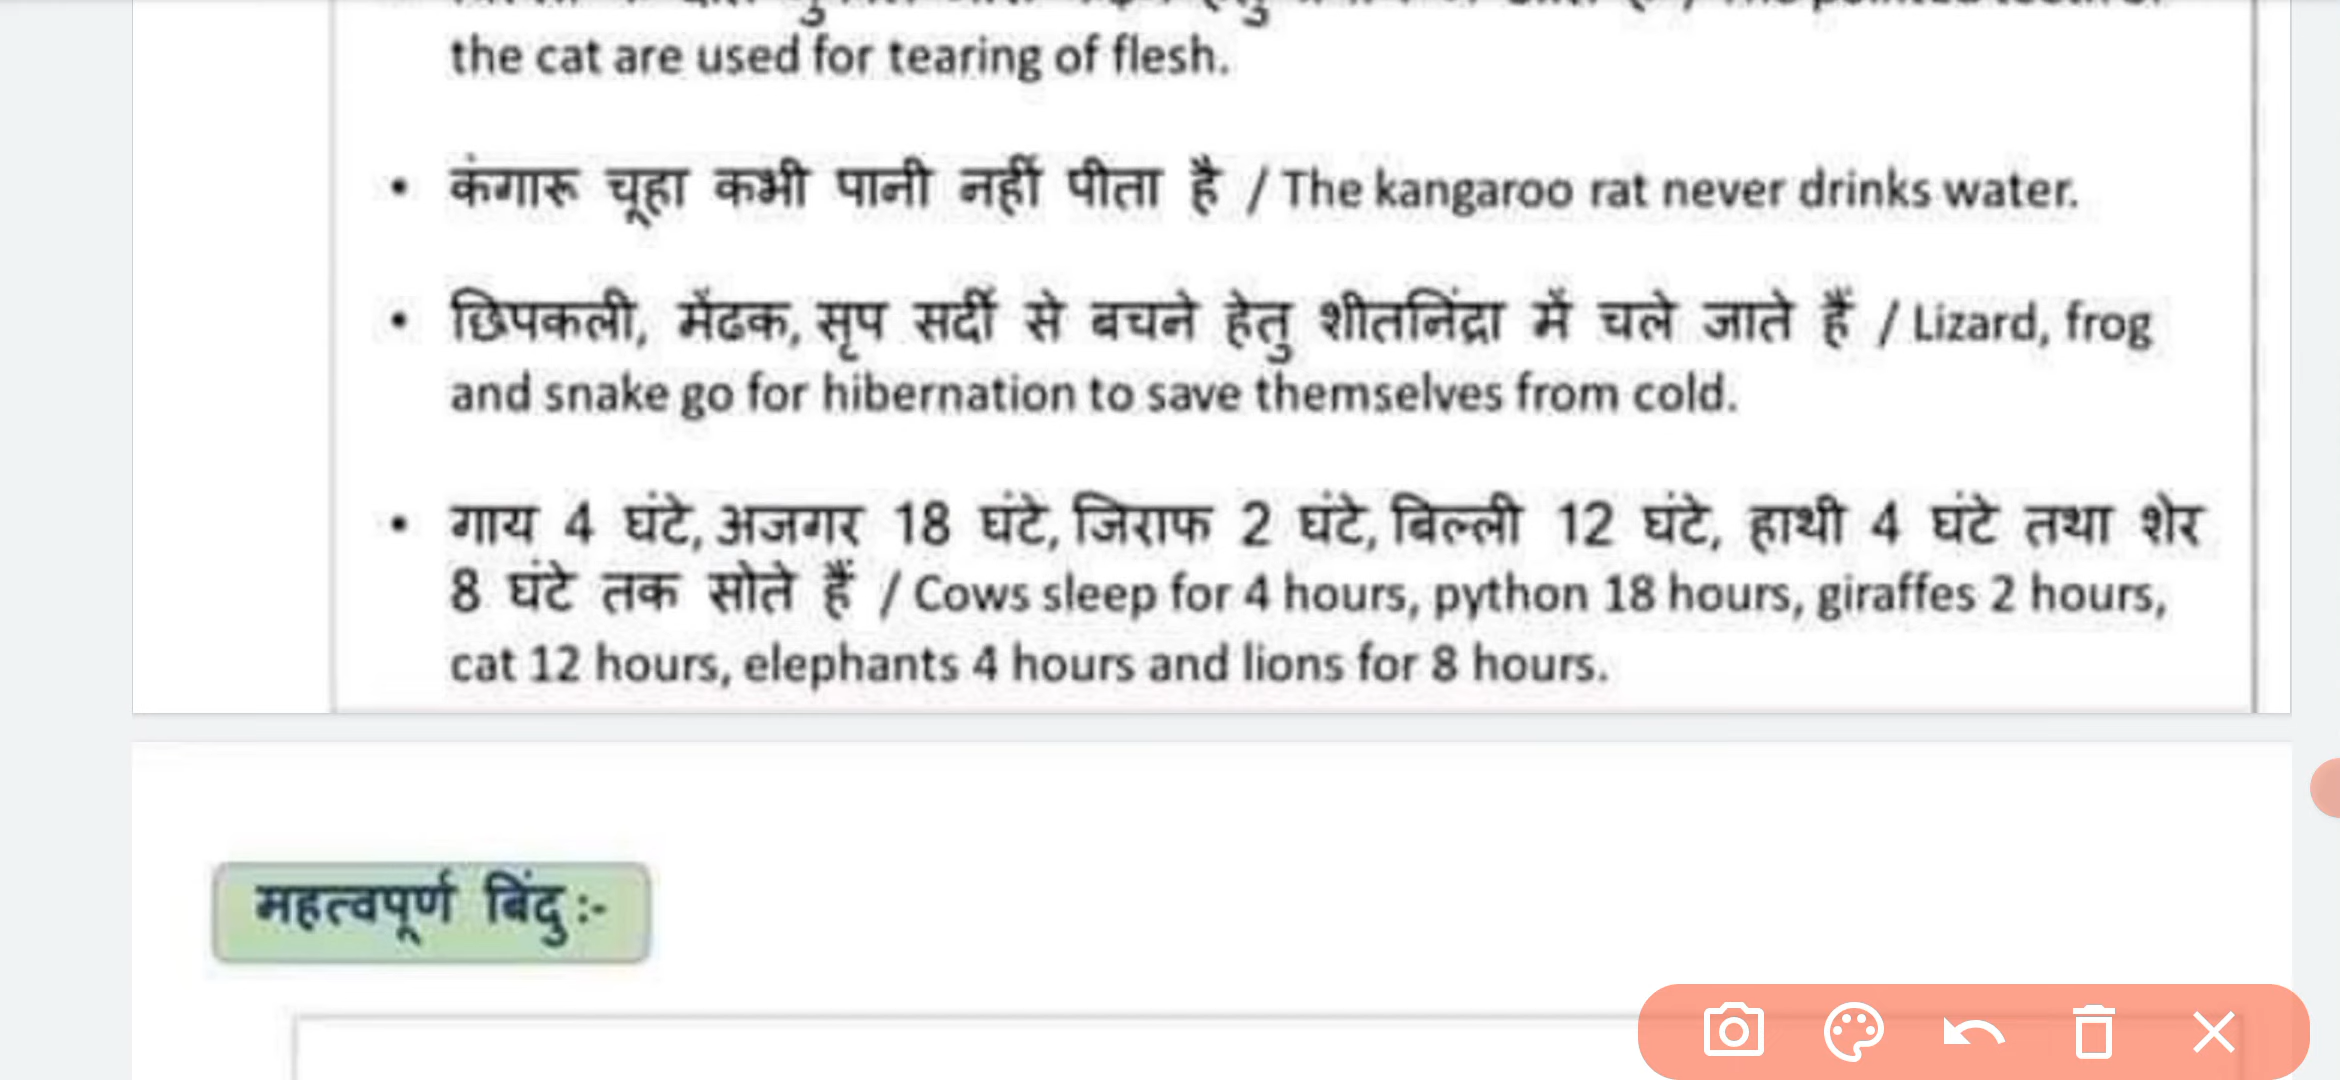 the cat are used for tearing of flesh.
• कंगारू चूहा कभी पानी नहीं पीता है / The kangaroo rat never drinks water.
• छिपकली, मेंढक, सृप सर्दी से बचने हेतु शीतनिंद्रा में चले जाते हैं / Lizard, frog
and snake go for hibernation to save themselves from cold.
• गाय 4 घंटे, अजगर 18 घंटे, जिराफ 2 घंटे, बिल्ली 12 घंटे, हाथी 4 घंटे तथा शेर
8 घंटे तक सोते हैं / Cows sleep for 4 hours, python 18 hours, giraffes 2 hours,
cat 12 hours, elephants 4 hours and lions for 8 hours.
महत्वपूर्ण बिंदु :-